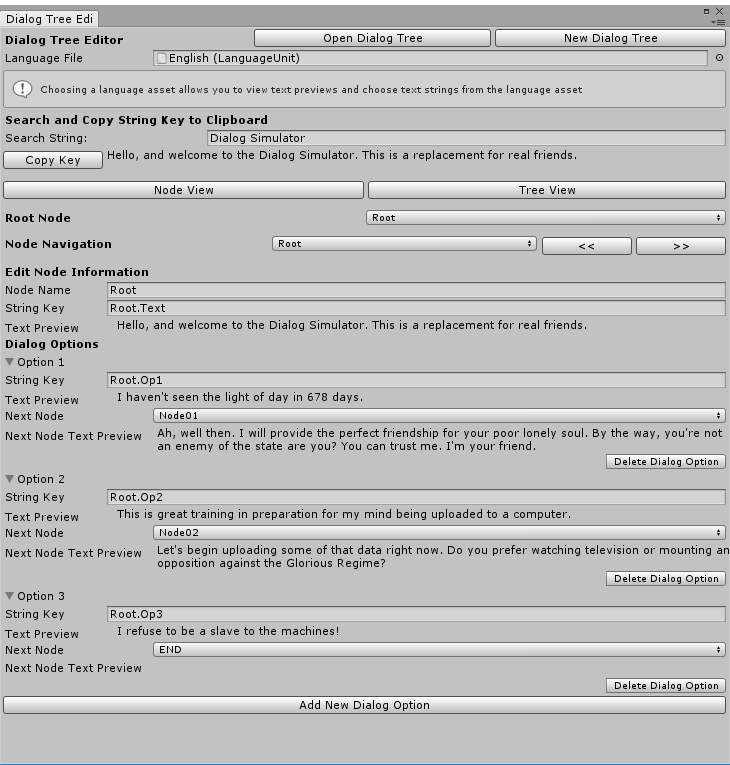 Dialog Tree Edi
Dialog Tree Editor
Open Dialog Tree
New Dialog Tree
Language File
English (LanguageUnit)
Choosing a language asset allows you to view text previews and choose text strings from the language asset
Search and Copy String Key to Clipboard
Search String:
Dialog Simulator
Copy Key
Hello, and welcome to the Dialog Simulator. This is a replacement for real friends.
Node View
Tree View
Root Node
Root
Node Navigation
Root
<<
>>
Edit Node Information
Node Name
Root
String Key
Root.Text
Text Preview
Hello, and welcome to the Dialog Simulator. This is a replacement for real friends.
Dialog Options
Option 1
String Key
Root.Op1
Text Preview
I haven't seen the light of day in 678 days.
Next Node
Node01
Next Node Text Preview
Ah, well then. I will provide the perfect friendship for your poor lonely soul. By the way, you're not
an enemy of the state are you? You can trust me. I'm your friend.
Delete Dialog Option
Option 2
String Key
Root.Op2
Text Preview
This is great training in preparation for my mind being uploaded to a computer.
Next Node
Node02
Next Node Text Preview
Let's begin uploading some of that data right now. Do you prefer watching television or mounting an
opposition against the Glorious Regime?
Delete Dialog Option
Option 3
String Key
Root.Op3
Text Preview
I refuse to be a slave to the machines!
Next Node
END
Next Node Text Preview
Delete Dialog Option
Add New Dialog Option